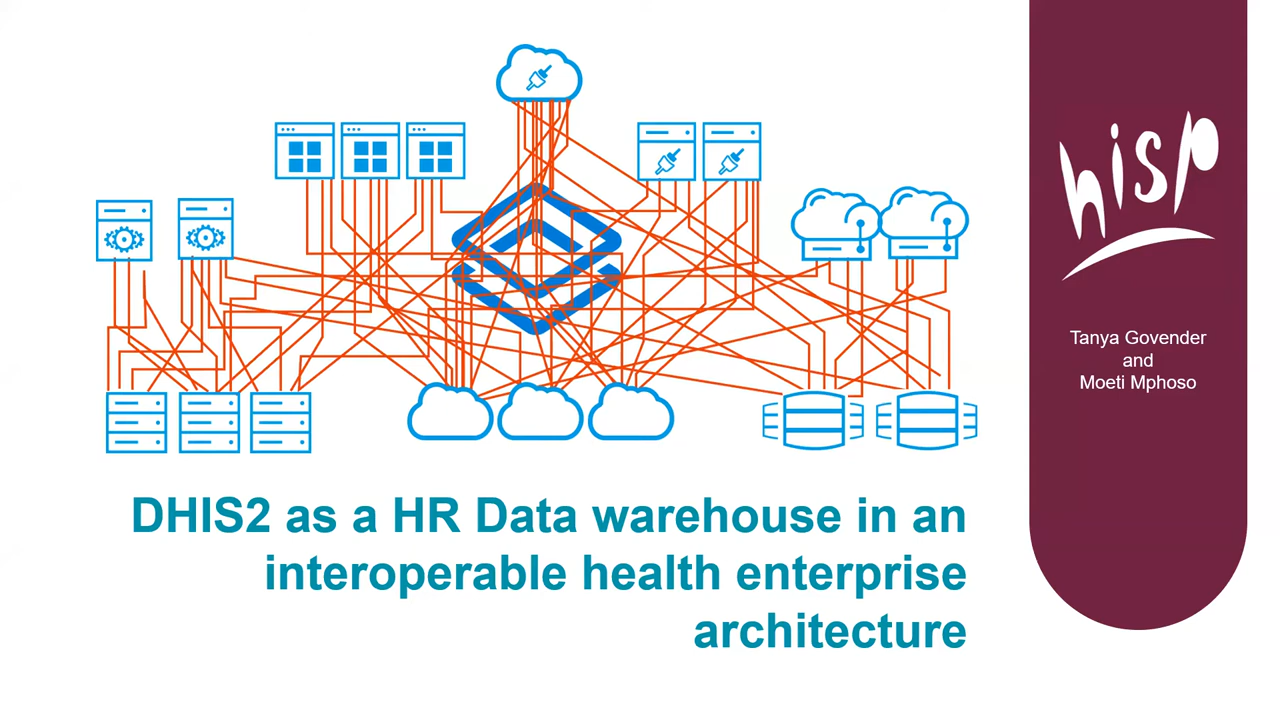 hisp
Tanya Govender
and
Moeti Mphoso
DHIS2 as a HR Data warehouse in an
interoperable health enterprise
architecture